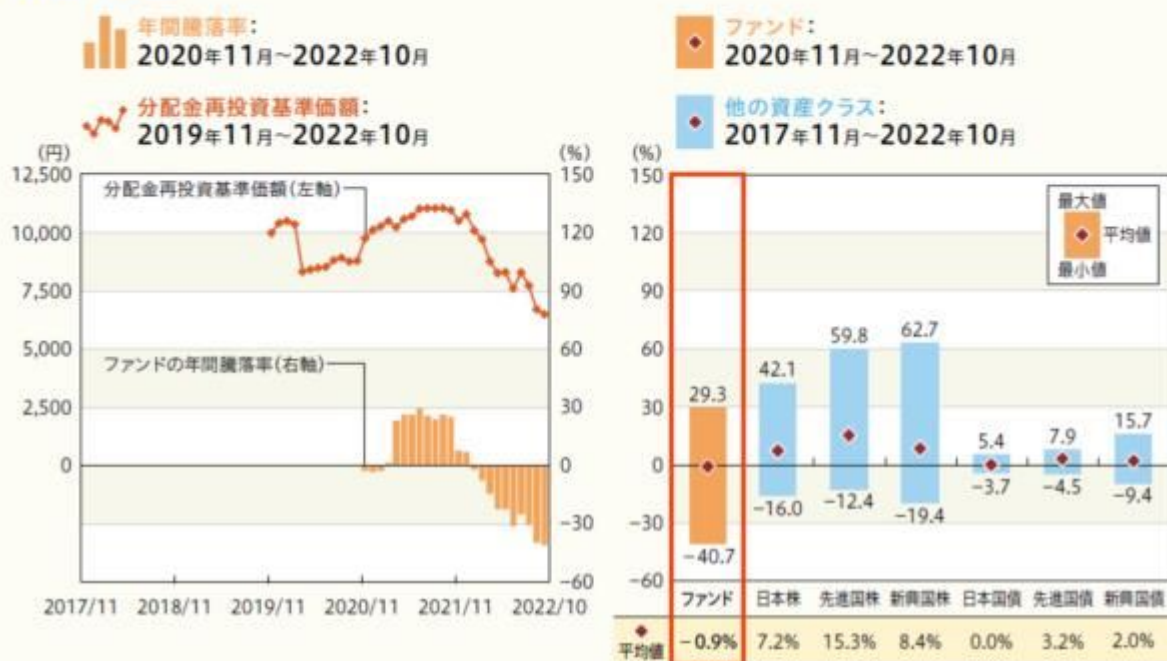 年間騰落率：
2020年11月～2022年10月
分配金再投資基準価額：
2019年11月～2022年10月
ファンド：
2020年11月～2022年10月
他の資産クラス：
2017年11月～2022年10月
(円)
12,500
10,000
7,500
5,000
2,500
0
分配金再投資基準価額(左軸)
ファンドの年間騰落率(右軸)
(%)
150
120
90
60
30
0
−30
−60
2017/11 2018/11 2019/11 2020/11 2021/11 2022/10
(%)
150
120
90
60
30
0
−30
−60
最大値
平均値
最小値
29.3
−40.7
42.1
−16.0
59.8
−12.4
62.7
−19.4
5.4
−3.7
7.9
−4.5
15.7
−9.4
ファンド 日本株 先進国株 新興国株 日本国債 先進国債 新興国債
平均値 −0.9% 7.2% 15.3% 8.4% 0.0% 3.2% 2.0%